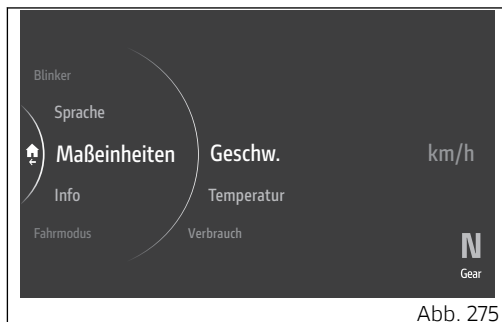 Blinker
Sprache
Maßeinheiten Geschw. km/h
Info Temperatur
Fahrmodus Verbrauch
N
Gear
Abb. 275